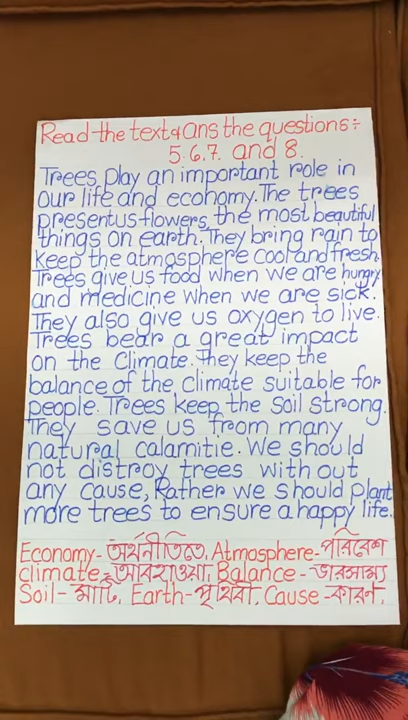 Read the text & ans the questions:
5.6.7. and 8.
Trees play an important role in
our life and economy. The trees
present us flowers, the most beautiful
things on earth. They bring rain to
keep the atmosphere cool and fresh.
Trees give us food when we are hungry
and medicine when we are sick.
They also give us oxygen to live.
Trees bear a great impact
on the Climate. They keep the
balance of the climate suitable for
people. Trees keep the Soil Strong.
They save us from many
natural calamitie. We should
not distroy trees with out
any cause, Rather we should plant
more trees to ensure a happy life.
Economy-অর্থনীতিতে, Atmosphere-পরিবেশ
climate-আবহাওয়া, Balance-ভারসাম্য
Soil-মাটি, Earth-পৃথিবী, Cause-কারণ,